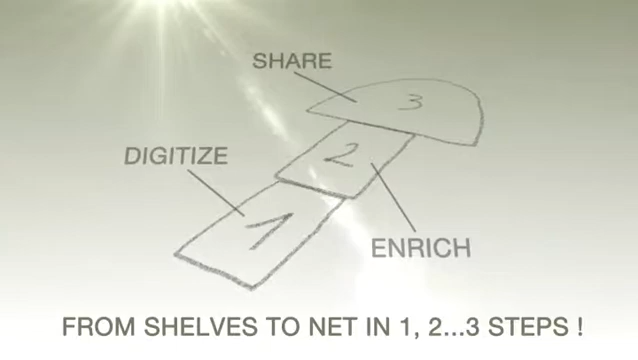 SHARE
3
DIGITIZE
2
1
ENRICH
FROM SHELVES TO NET IN 1, 2...3 STEPS !